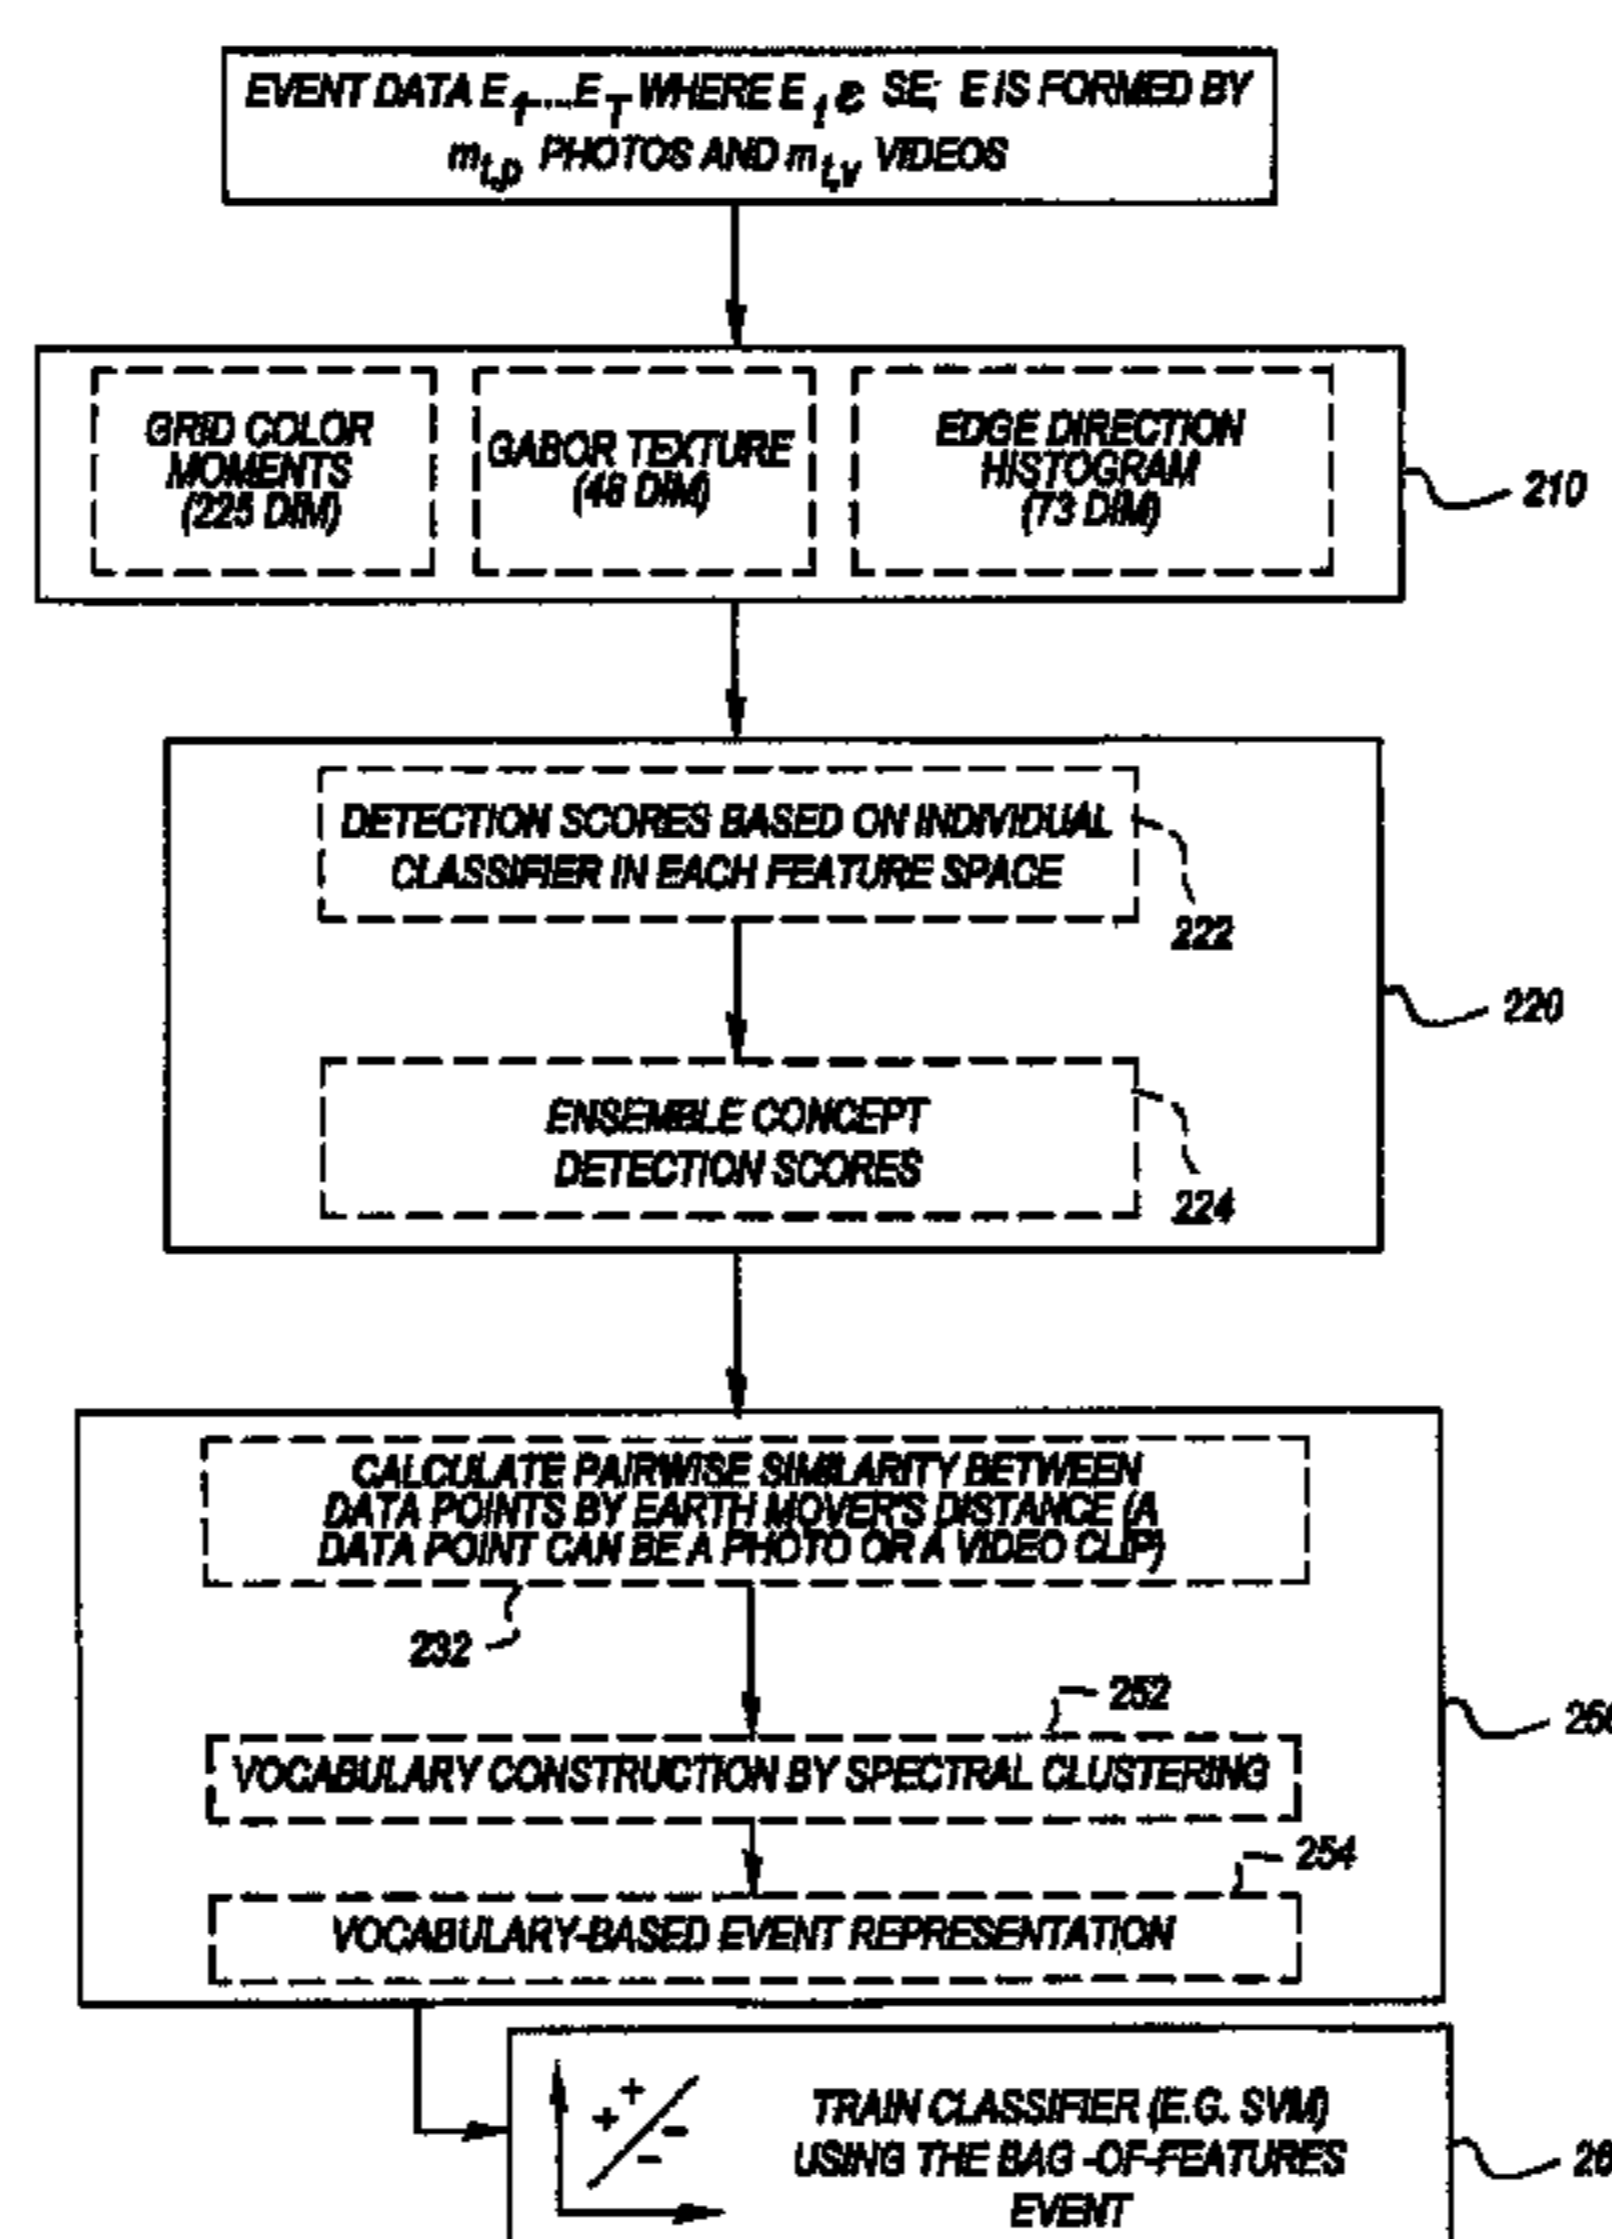 EVENT DATA E1....ET WHERE Et ε SE; E IS FORMED BY
mt,p PHOTOS AND mt,v VIDEOS
GRID COLOR
MOMENTS
(225 DIM)
GABOR TEXTURE
(48 DIM)
EDGE DIRECTION
HISTOGRAM
(73 DIM)
210
DETECTION SCORES BASED ON INDIVIDUAL
CLASSIFIER IN EACH FEATURE SPACE
222
220
ENSEMBLE CONCEPT
DETECTION SCORES
224
CALCULATE PAIRWISE SIMILARITY BETWEEN
DATA POINTS BY EARTH MOVER'S DISTANCE (A
DATA POINT CAN BE A PHOTO OR A VIDEO CLIP)
232
252
VOCABULARY CONSTRUCTION BY SPECTRAL CLUSTERING
254
VOCABULARY-BASED EVENT REPRESENTATION
TRAIN CLASSIFIER (E.G. SVM)
USING THE BAG -OF-FEATURES
EVENT